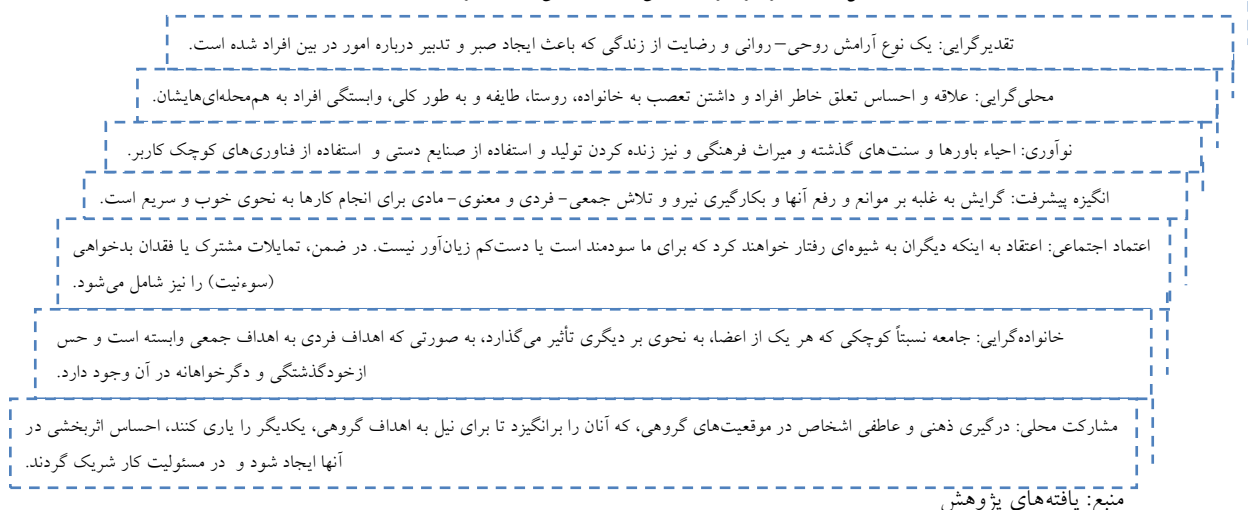 تقدیرگرایی: یک نوع آرامش روحی–روانی و رضایت از زندگی که باعث ایجاد صبر و تدبیر درباره امور در بین افراد شده است.
محلی‌گرایی: علاقه و احساس تعلق خاطر افراد و داشتن تعصب به خانواده، روستا، طایفه و به طور کلی، وابستگی افراد به هم‌محله‌ای‌هایشان.
نوآوری: احیاء باورها و سنت‌های گذشته و میراث فرهنگی و نیز زنده کردن تولید و استفاده از صنایع دستی و استفاده از فناوری‌های کوچک کاربر.
انگیزه پیشرفت: گرایش به غلبه بر موانع و رفع آنها و بکارگیری نیرو و تلاش جمعی- فردی و معنوی- مادی برای انجام کارها به نحوی خوب و سریع است.
اعتماد اجتماعی: اعتقاد به اینکه دیگران به شیوه‌ای رفتار خواهند کرد که برای ما سودمند است یا دست‌کم زیان‌آور نیست. در ضمن، تمایلات مشترک یا فقدان بدخواهی
(سوءنیت) را نیز شامل می‌شود.
خانواده‌گرایی: جامعه نسبتاً کوچکی که هر یک از اعضا، به نحوی بر دیگری تأثیر می‌گذارد، به صورتی که اهداف فردی به اهداف جمعی وابسته است و حس
ازخودگذشتگی و دگرخواهانه در آن وجود دارد.
مشارکت محلی: درگیری ذهنی و عاطفی اشخاص در موقعیت‌های گروهی، که آنان را برانگیزد تا برای نیل به اهداف گروهی، یکدیگر را یاری کنند، احساس اثربخشی در
آنها ایجاد شود و در مسئولیت کار شریک گردند.
منبع: یافته‌های پژوهش